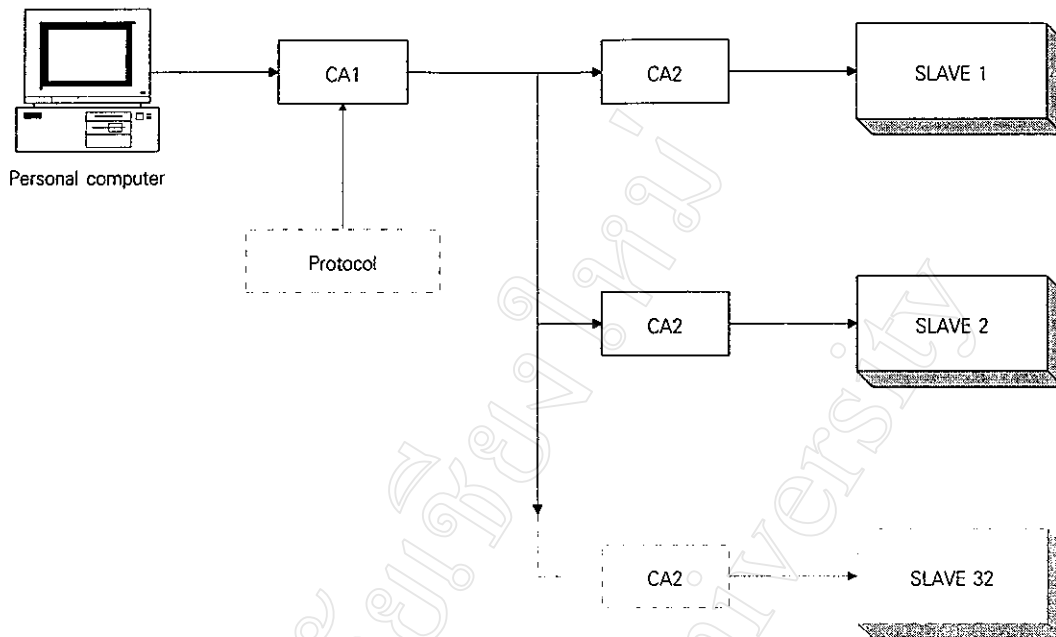 CA1
CA2
SLAVE 1
Personal computer
Protocol
CA2
SLAVE 2
CA2
SLAVE 32